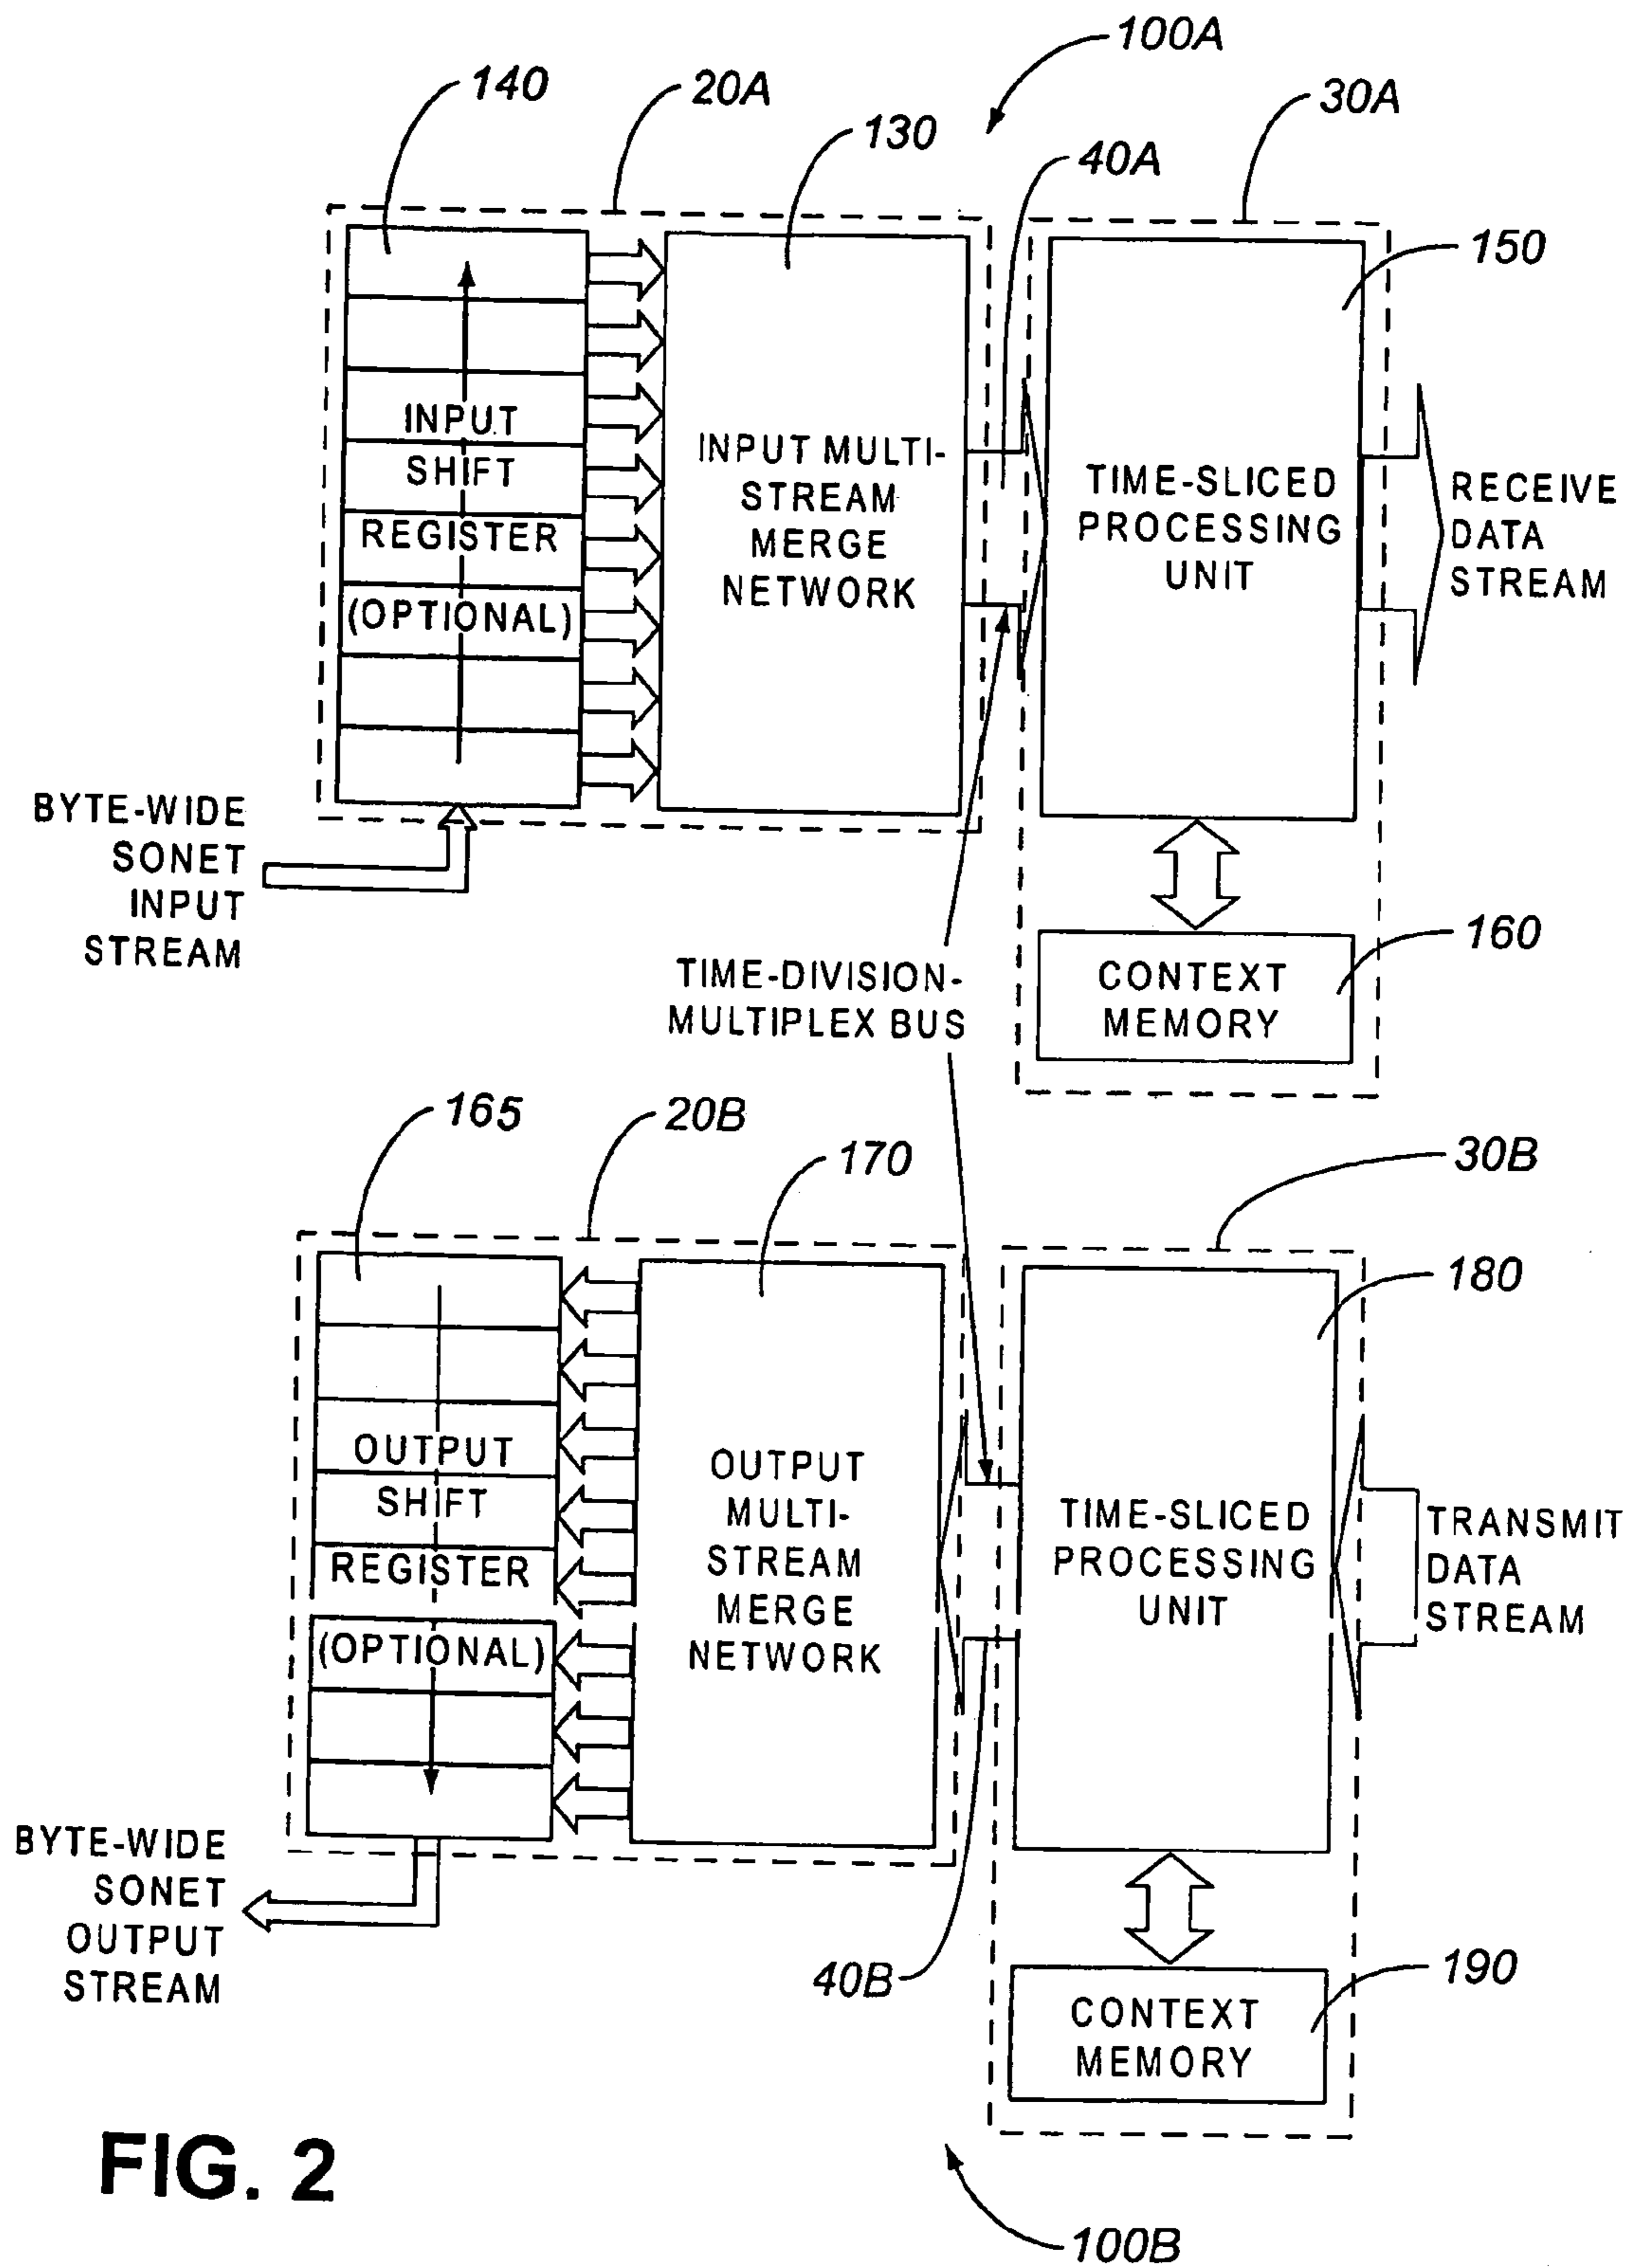 100A
140
20A
30A
130
40A
150
INPUT
SHIFT
REGISTER
(OPTIONAL)
INPUT MULTI-
STREAM
MERGE
NETWORK
TIME-SLICED
PROCESSING
UNIT
RECEIVE
DATA
STREAM
BYTE-WIDE
SONET
INPUT
STREAM
TIME-DIVISION-
MULTIPLEX BUS
CONTEXT
MEMORY
160
165
20B
170
30B
180
OUTPUT
SHIFT
REGISTER
(OPTIONAL)
OUTPUT
MULTI-
STREAM
MERGE
NETWORK
TIME-SLICED
PROCESSING
UNIT
TRANSMIT
DATA
STREAM
BYTE-WIDE
SONET
OUTPUT
STREAM
40B
CONTEXT
MEMORY
190
FIG. 2
100B